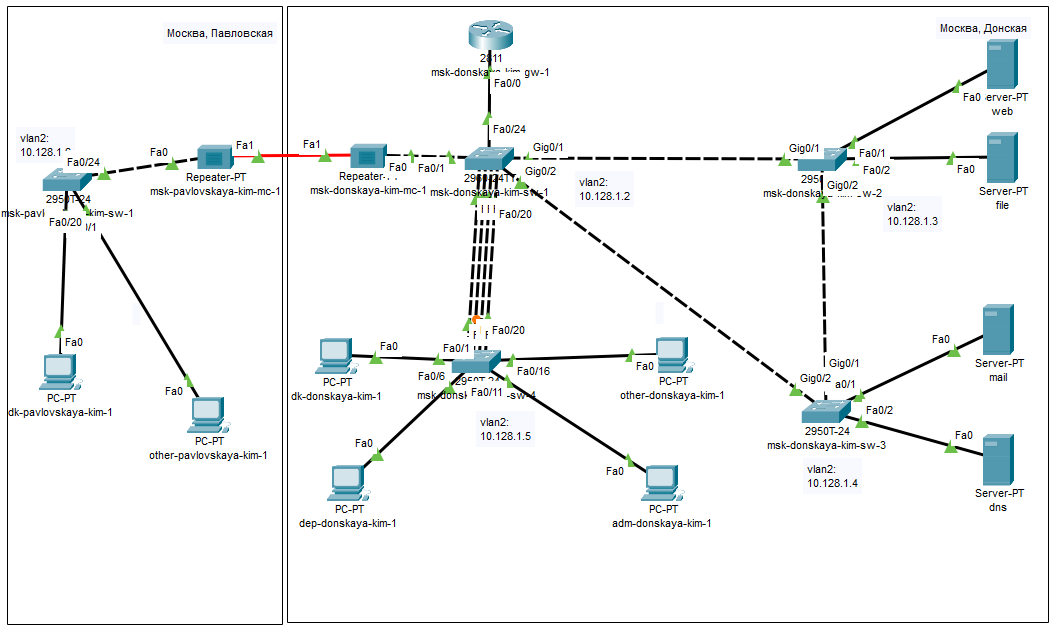 Москва, Павловская
vlan2:
Fa0/24
Fa0
Fa1
Repeater-PT
msk-pavlovskaya-kim-mc-1
2950T-24
kim-sw-1
Fa0/20
Fa0
PC-PT
dk-pavlovskaya-kim-1
Fa0
PC-PT
other-pavlovskaya-kim-1
Москва, Донская
Fa0/0
Fa0/24
Fa1
Fa0
Fa0/1
msk-donskaya-kim-mc-1
Gig0/1
Gig0/2
vlan2:
10.128.1.2
Fa0/20
Gig0/1
Fa0/1
Fa0/2
Gig0/2
vlan2:
10.128.1.3
Fa0
web
Fa0
Server-PT
file
Fa0/20
Fa0
Fa0/1
PC-PT
dk-donskaya-kim-1
Fa0/6
Fa0/11
Fa0/16
PC-PT
other-donskaya-kim-1
vlan2:
10.128.1.5
Fa0
PC-PT
dep-donskaya-kim-1
Fa0
PC-PT
adm-donskaya-kim-1
Gig0/1
Gig0/2
Fa0/2
2950T-24
msk-donskaya-kim-sw-3
vlan2:
10.128.1.4
Fa0
Server-PT
mail
Fa0
Server-PT
dns